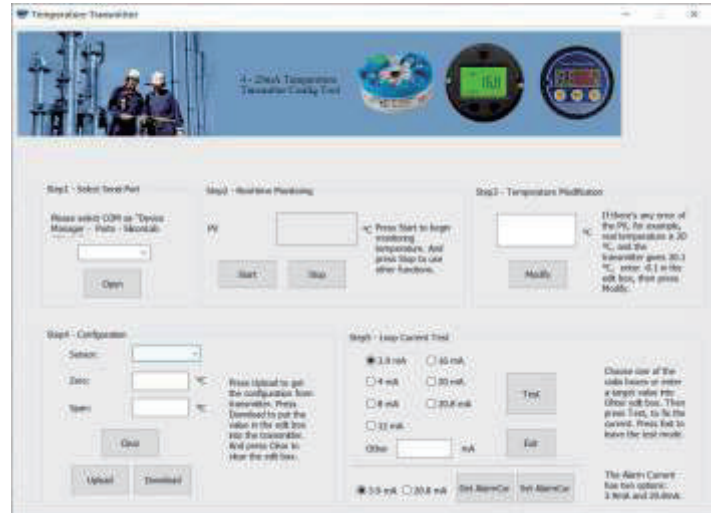 Temperature Transmitter
4 - 20mA Temperature
Transmitter Config Tool
Step1 - Select Serial Port
Please select COM as "Device
Manager - Ports - Silconlab
Open
Step2 - Realtime Monitoring
PV
℃
Press Start to begin
monitoring
temperature. And
press Stop to use
other functions.
Start
Stop
Step3 - Temperature Modification
℃
Modify
If there's any error of
the PV, for example,
real temperature is 20
℃, and the
transmitter gives 20.1
℃, enter -0.1 in the
edit box, then press
Modify.
Step4 - Configuration
Sensor:
Zero:
℃
Span:
℃
Clear
Upload
Download
Press Upload to get
the configuration from
transmitter. Press
Download to put the
value in the edit box
into the transmitter.
And press Clear to
clear the edit box.
Step5 - Loop Current Test
3.9 mA
16 mA
4 mA
20 mA
8 mA
20.8 mA
12 mA
Other
mA
Test
Exit
Choose one of the
radio boxes or enter
a target value into
Other edit box. Then
press Test, to fix the
current. Press Exit to
leave the test mode.
3.9 mA
20.8 mA
Get AlarmCur
Set AlarmCur
The Alarm Current
has two options:
3.9mA and 20.8mA.